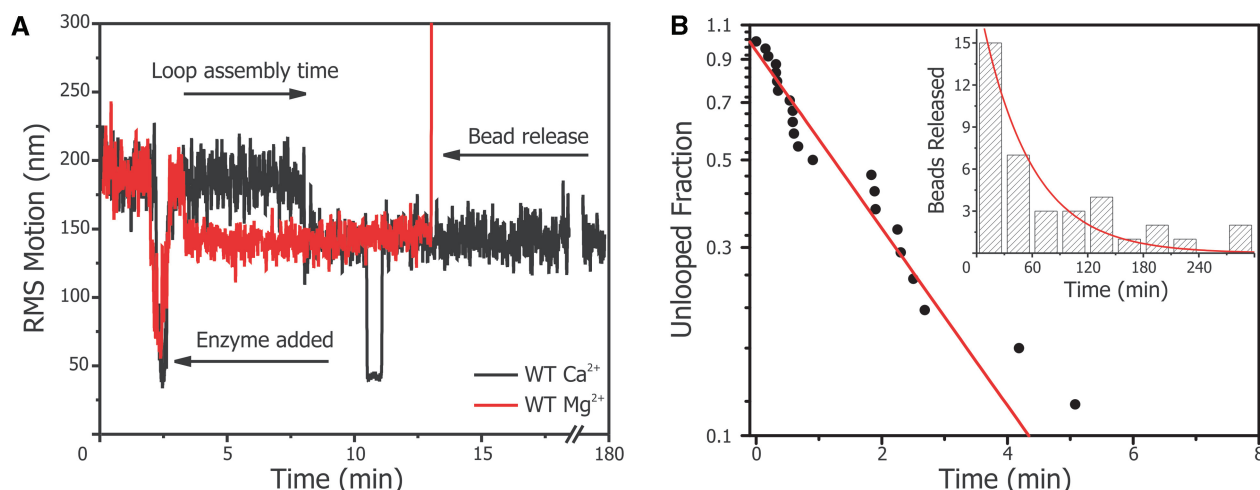 A
300
250
200
150
100
50
0
5
10
15
180
RMS Motion (nm)
Time (min)
Loop assembly time
Bead release
Enzyme added
WT Ca²⁺
WT Mg²⁺
B
1.1
0.9
0.7
0.5
0.3
0.1
0
2
4
6
8
Unlooped Fraction
Time (min)
15
12
9
6
3
0
60
120
180
240
Beads Released
Time (min)